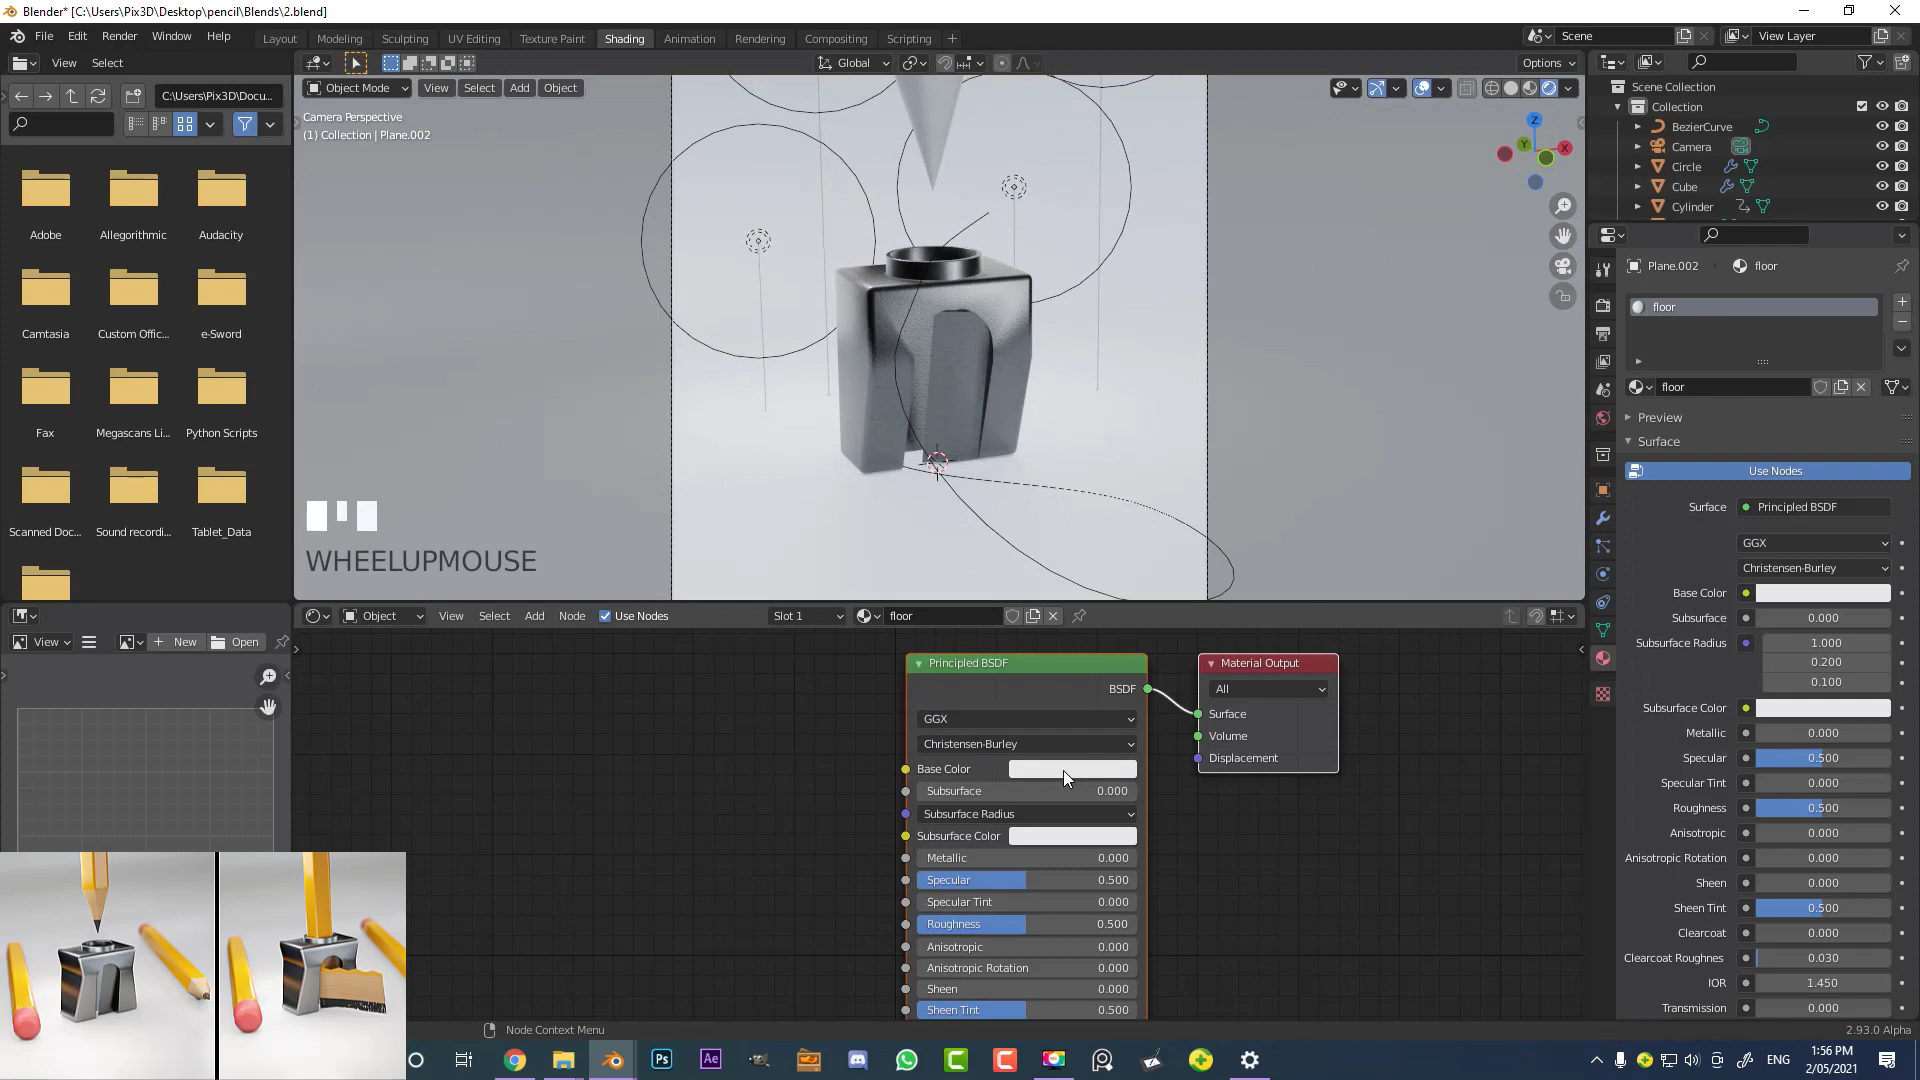 Blender* [C:\Users\Pix3D\Desktop\pencil\Blends\2.blend]
File Edit Render Window Help
Layout Modeling Sculpting UV Editing Texture Paint Shading Animation Rendering Compositing Scripting
Scene
View Layer
View Select
Global
Options
C:\Users\Pix3D\Docu...
Object Mode View Select Add Object
Scene Collection
Collection
BezierCurve
Camera
Circle
Cube
Cylinder
Camera Perspective
(1) Collection | Plane.002
Z
Y
X
Adobe Allegorithmic Audacity
Camtasia Custom Offic... e-Sword
Fax Megascans Li... Python Scripts
Scanned Doc... Sound recordi... Tablet_Data
WHEELUPMOUSE
Plane.002 floor
floor
floor
Preview
Surface
Use Nodes
Surface Principled BSDF
GGX
Christensen-Burley
Base Color
Subsurface 0.000
Subsurface Radius 1.000
0.200
0.100
Subsurface Color
Metallic 0.000
Specular 0.500
Specular Tint 0.000
Roughness 0.500
Anisotropic 0.000
Anisotropic Rotation 0.000
Sheen 0.000
Sheen Tint 0.500
Clearcoat 0.000
Clearcoat Roughnes 0.030
IOR 1.450
Transmission 0.000
Object View Select Add Node Use Nodes Slot 1 floor
View New Open
Principled BSDF
BSDF
GGX
Christensen-Burley
Base Color
Subsurface 0.000
Subsurface Radius
Subsurface Color
Metallic 0.000
Specular 0.500
Specular Tint 0.000
Roughness 0.500
Anisotropic 0.000
Anisotropic Rotation 0.000
Sheen 0.000
Sheen Tint 0.500
Material Output
All
Surface
Volume
Displacement
Node Context Menu
2.93.0 Alpha
Ps
Ae
ENG
1:56 PM
2/05/2021